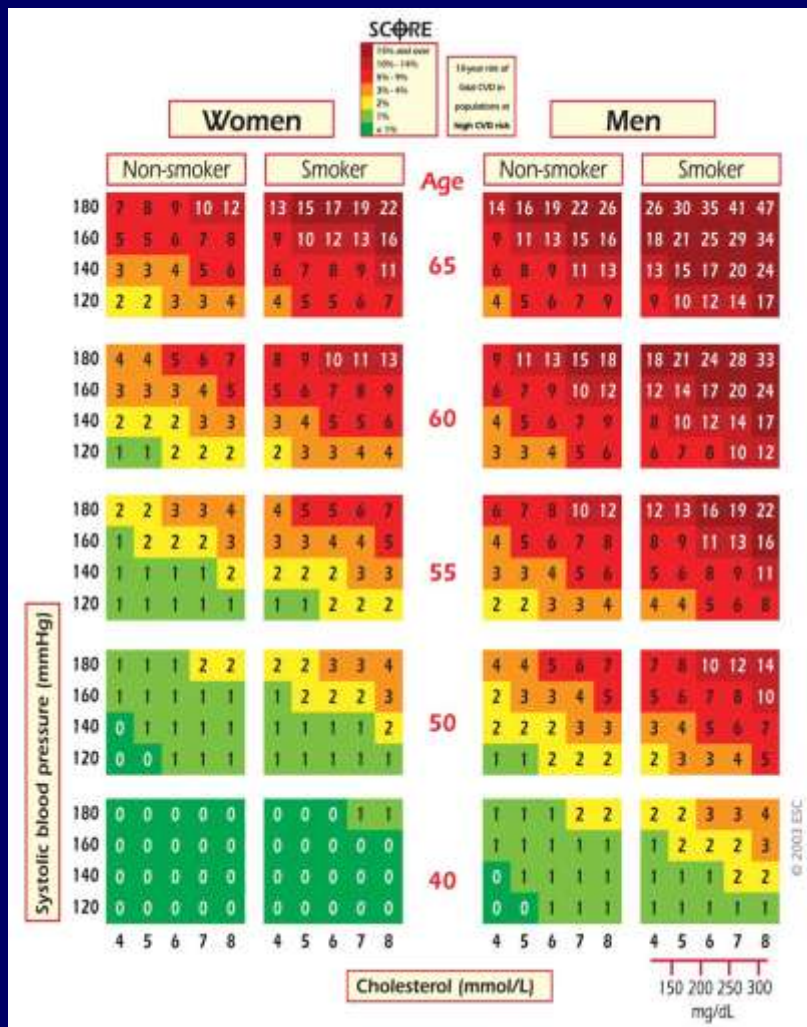 SCORE
15% and over
10% - 14%
5% - 9%
3% - 4%
2%
1%
< 1%
10-year risk of
fatal CVD in
populations at
high CVD risk
Women
Men
Non-smoker Smoker Age Non-smoker Smoker
180 7 8 9 10 12 13 15 17 19 22 14 16 19 22 26 26 30 35 41 47
160 5 5 6 7 8 9 10 12 13 16 9 11 13 15 16 18 21 25 29 34
65
140 3 3 4 5 6 6 7 8 9 11 6 8 9 11 13 13 15 17 20 24
120 2 2 3 3 4 4 5 5 6 7 4 5 6 7 9 9 10 12 14 17
180 4 4 5 6 7 8 9 10 11 13 9 11 13 15 18 18 21 24 28 33
160 3 3 3 4 5 5 6 7 8 9 6 7 9 10 12 12 14 17 20 24
60
140 2 2 2 3 3 3 4 5 5 6 4 5 6 7 9 8 10 12 14 17
120 1 1 2 2 2 2 3 3 4 4 3 3 4 5 6 6 7 8 10 12
180 2 2 3 3 4 4 5 5 6 7 6 7 8 10 12 12 13 16 19 22
160 1 2 2 2 3 3 3 4 4 5 4 5 6 7 8 8 9 11 13 16
55
140 1 1 1 1 2 2 2 2 3 3 3 3 4 5 6 5 6 8 9 11
120 1 1 1 1 1 1 1 2 2 2 2 2 3 3 4 4 4 5 6 8
180 1 1 1 2 2 2 2 3 3 4 4 4 5 6 7 7 8 10 12 14
160 1 1 1 1 1 1 2 2 2 3 2 3 3 4 5 5 6 7 8 10
50
140 0 1 1 1 1 1 1 1 1 2 2 2 2 3 3 3 4 5 6 7
120 0 0 1 1 1 1 1 1 1 1 1 1 2 2 2 2 3 3 4 5
180 0 0 0 0 0 0 0 0 1 1 1 1 1 2 2 2 2 3 3 4
160 0 0 0 0 0 0 0 0 0 0 1 1 1 1 1 1 2 2 2 3
40
140 0 0 0 0 0 0 0 0 0 0 0 1 1 1 1 1 1 1 2 2
120 0 0 0 0 0 0 0 0 0 0 0 0 1 1 1 1 1 1 1 1
4 5 6 7 8 4 5 6 7 8 4 5 6 7 8 4 5 6 7 8
Systolic blood pressure (mmHg)
Cholesterol (mmol/L)
150 200 250 300
mg/dL
© 2003 ESC